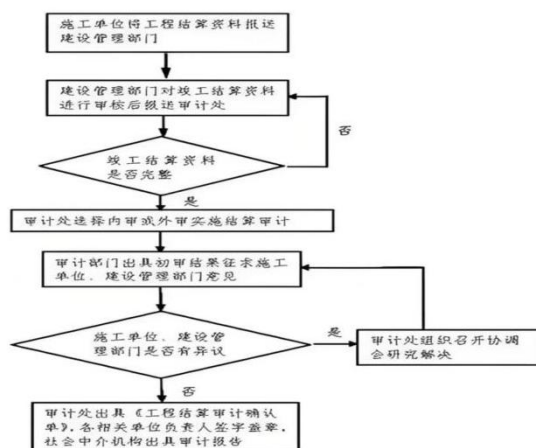 施工单位将工程结算资料报送
建设管理部门
建设管理部门对竣工结算资料
进行审核后报送审计处
否
竣工结算资料
是否完整
是
审计处选择内审或外审实施结算审计
审计部门出具初审结果征求施工
单位、建设管理部门意见
施工单位、建设管
理部门是否有异议
是
审计处组织召开协调
会研究解决
否
审计处出具《工程结算审计确认
单》，各相关单位负责人签字盖章，
社会中介机构出具审计报告